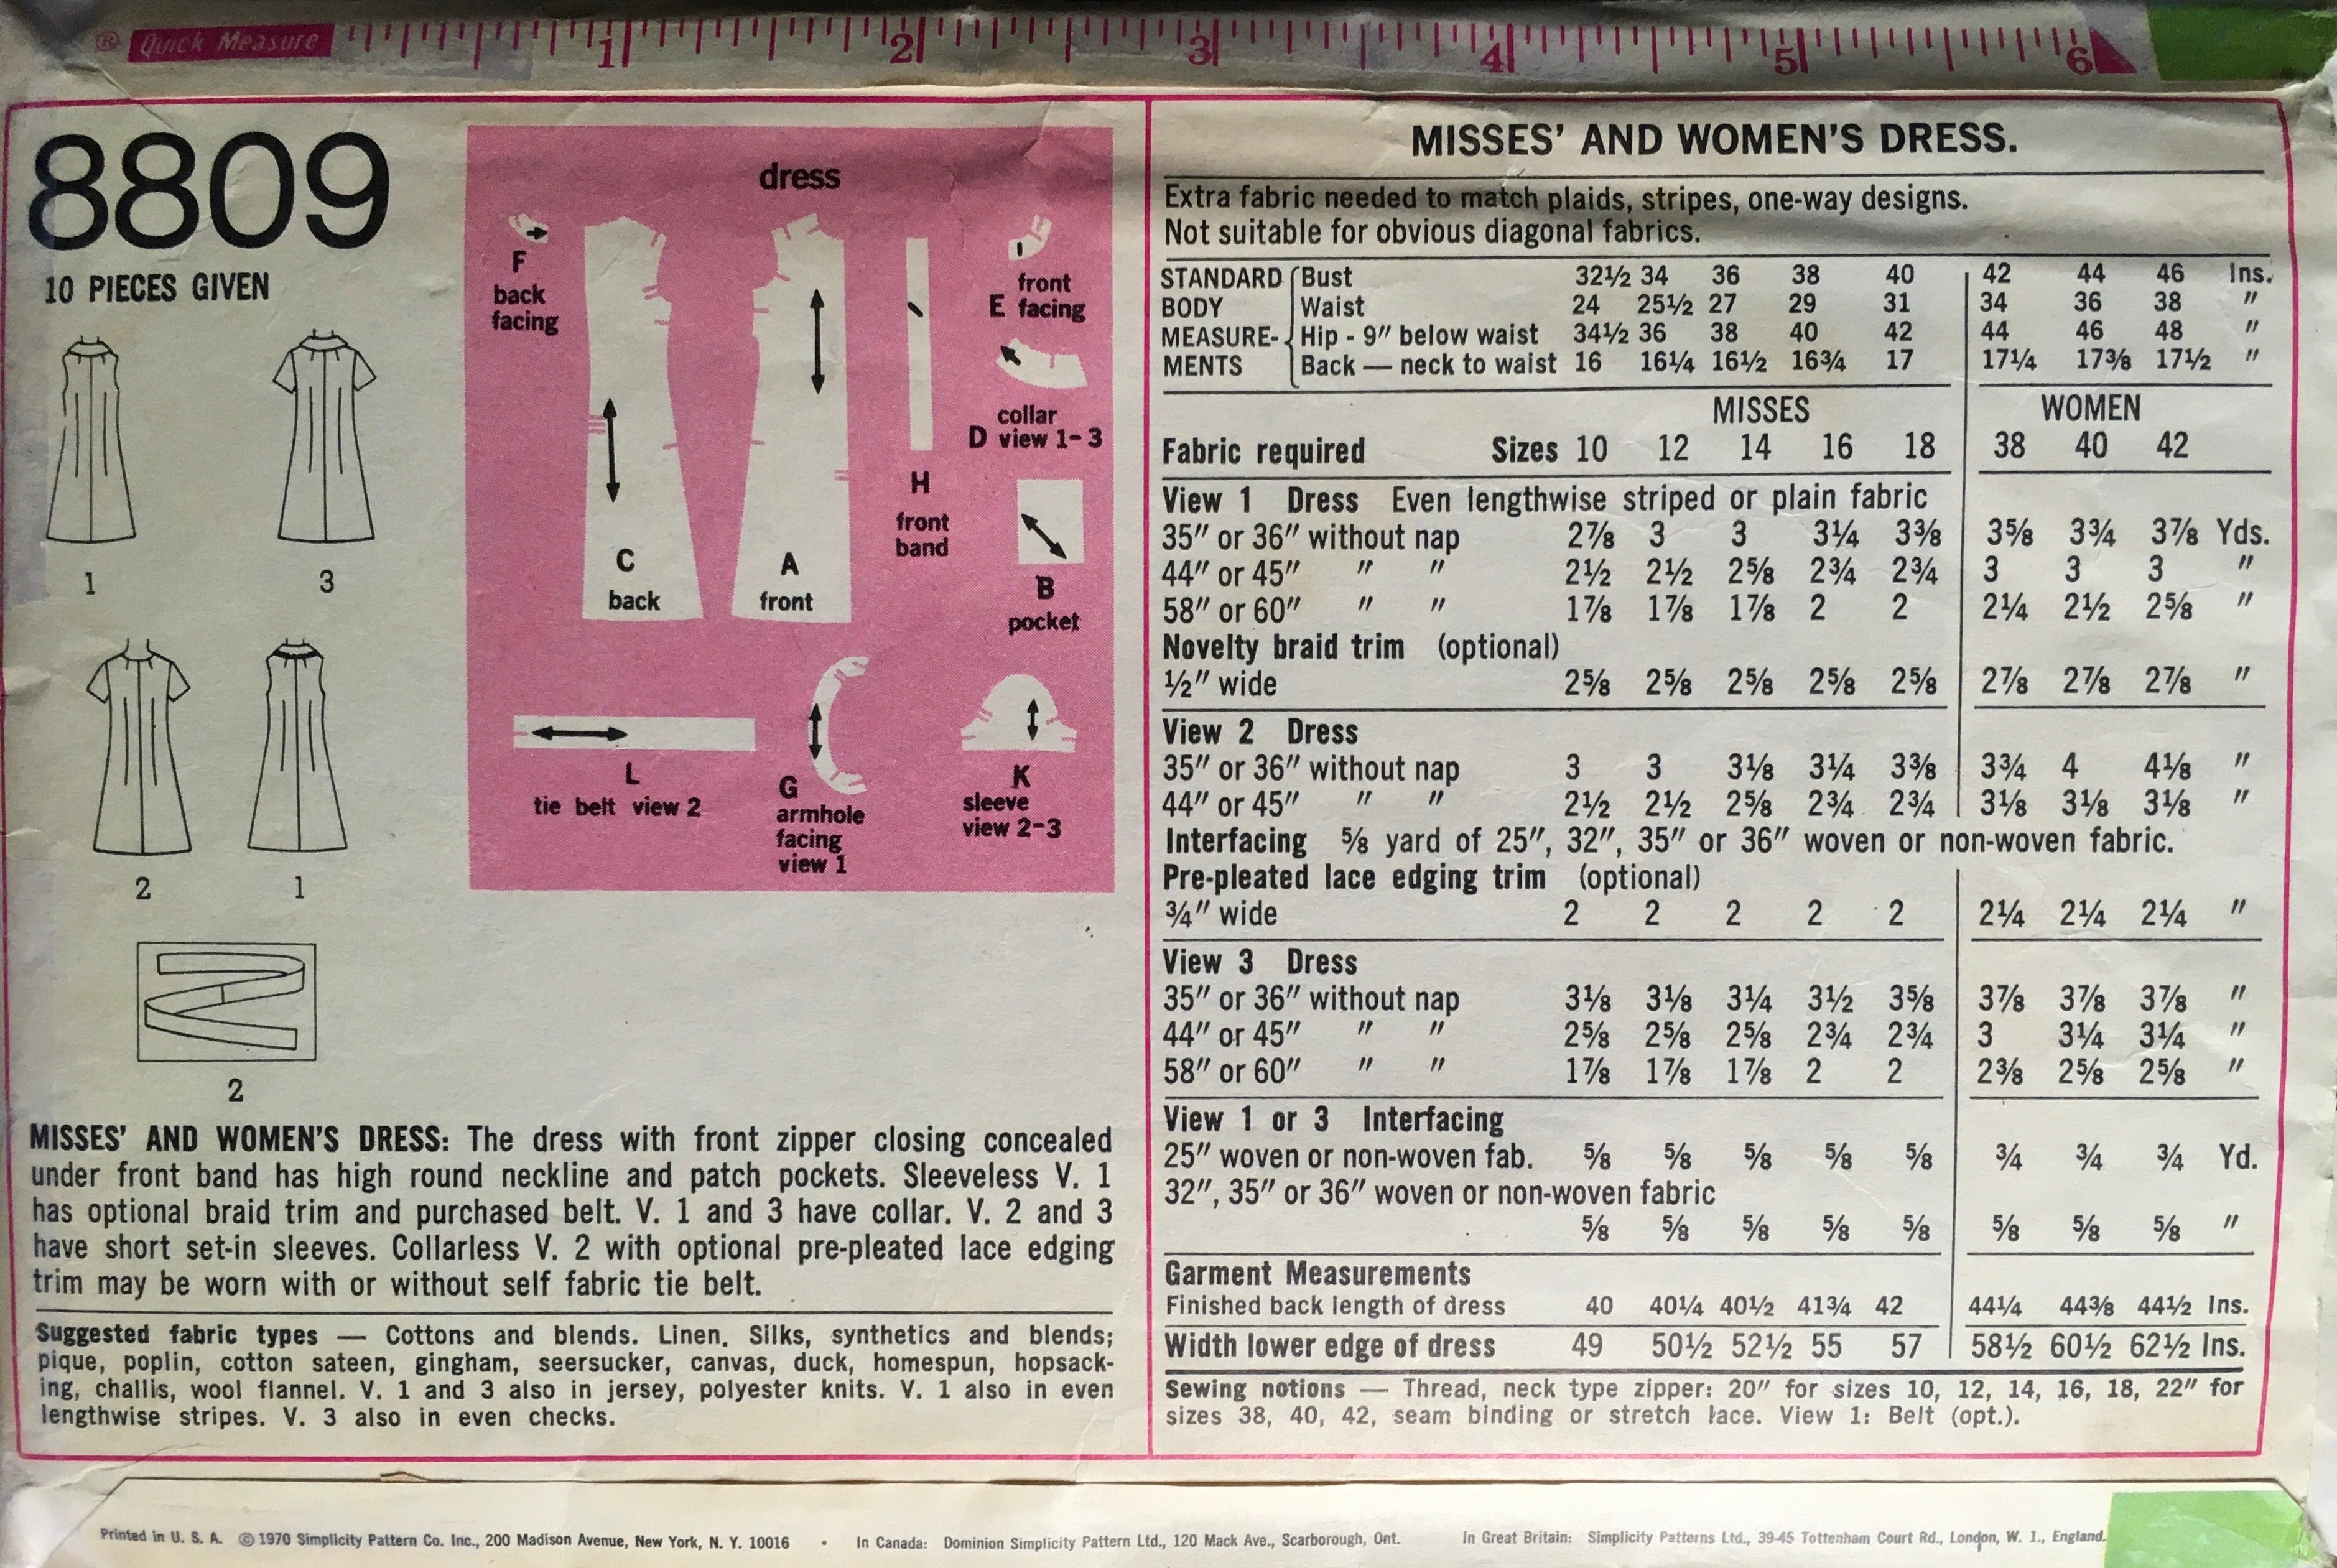 ® Quick Measure 1 2 3 4 5 6
8809
10 PIECES GIVEN
1 3
2 1
2
dress
F
back
facing
C
back
A
front
H
front
band
front
E facing
collar
D view 1-3
B
pocket
L
tie belt view 2
G
armhole
facing
view 1
K
sleeve
view 2-3
MISSES' AND WOMEN'S DRESS: The dress with front zipper closing concealed
under front band has high round neckline and patch pockets. Sleeveless V. 1
has optional braid trim and purchased belt. V. 1 and 3 have collar. V. 2 and 3
have short set-in sleeves. Collarless V. 2 with optional pre-pleated lace edging
trim may be worn with or without self fabric tie belt.
Suggested fabric types — Cottons and blends. Linen. Silks, synthetics and blends;
pique, poplin, cotton sateen, gingham, seersucker, canvas, duck, homespun, hopsack-
ing, challis, wool flannel. V. 1 and 3 also in jersey, polyester knits. V. 1 also in even
lengthwise stripes. V. 3 also in even checks.
MISSES' AND WOMEN'S DRESS.
Extra fabric needed to match plaids, stripes, one-way designs.
Not suitable for obvious diagonal fabrics.
STANDARD Bust 32½ 34 36 38 40 42 44 46 Ins.
BODY Waist 24 25½ 27 29 31 34 36 38 "
MEASURE- Hip - 9" below waist 34½ 36 38 40 42 44 46 48 "
MENTS Back — neck to waist 16 16¼ 16½ 16¾ 17 17¼ 17⅜ 17½ "
MISSES WOMEN
Fabric required Sizes 10 12 14 16 18 38 40 42
View 1 Dress Even lengthwise striped or plain fabric
35" or 36" without nap 2⅞ 3 3 3¼ 3⅜ 3⅝ 3¾ 3⅞ Yds.
44" or 45" " " 2½ 2½ 2⅝ 2¾ 2¾ 3 3 3 "
58" or 60" " " 1⅞ 1⅞ 1⅞ 2 2 2¼ 2½ 2⅝ "
Novelty braid trim (optional)
½" wide 2⅝ 2⅝ 2⅝ 2⅝ 2⅝ 2⅞ 2⅞ 2⅞ "
View 2 Dress
35" or 36" without nap 3 3 3⅛ 3¼ 3⅜ 3¾ 4 4⅛ "
44" or 45" " " 2½ 2½ 2⅝ 2¾ 2¾ 3⅛ 3⅛ 3⅛ "
Interfacing ⅝ yard of 25", 32", 35" or 36" woven or non-woven fabric.
Pre-pleated lace edging trim (optional)
¾" wide 2 2 2 2 2 2¼ 2¼ 2¼ "
View 3 Dress
35" or 36" without nap 3⅛ 3⅛ 3¼ 3½ 3⅝ 3⅞ 3⅞ 3⅞ "
44" or 45" " " 2⅝ 2⅝ 2⅝ 2¾ 2¾ 3 3¼ 3¼ "
58" or 60" " " 1⅞ 1⅞ 1⅞ 2 2 2⅜ 2⅝ 2⅝ "
View 1 or 3 Interfacing
25" woven or non-woven fab. ⅝ ⅝ ⅝ ⅝ ⅝ ¾ ¾ ¾ Yd.
32", 35" or 36" woven or non-woven fabric
⅝ ⅝ ⅝ ⅝ ⅝ ⅝ ⅝ ⅝ "
Garment Measurements
Finished back length of dress 40 40¼ 40½ 41¾ 42 44¼ 44⅜ 44½ Ins.
Width lower edge of dress 49 50½ 52½ 55 57 58½ 60½ 62½ Ins.
Sewing notions — Thread, neck type zipper: 20" for sizes 10, 12, 14, 16, 18, 22" for
sizes 38, 40, 42, seam binding or stretch lace. View 1: Belt (opt.).
Printed in U. S. A. ©1970 Simplicity Pattern Co. Inc., 200 Madison Avenue, New York, N. Y. 10016 • In Canada: Dominion Simplicity Pattern Ltd., 120 Mack Ave., Scarborough, Ont. In Great Britain: Simplicity Patterns Ltd., 39-45 Tottenham Court Rd., London, W. 1., England.